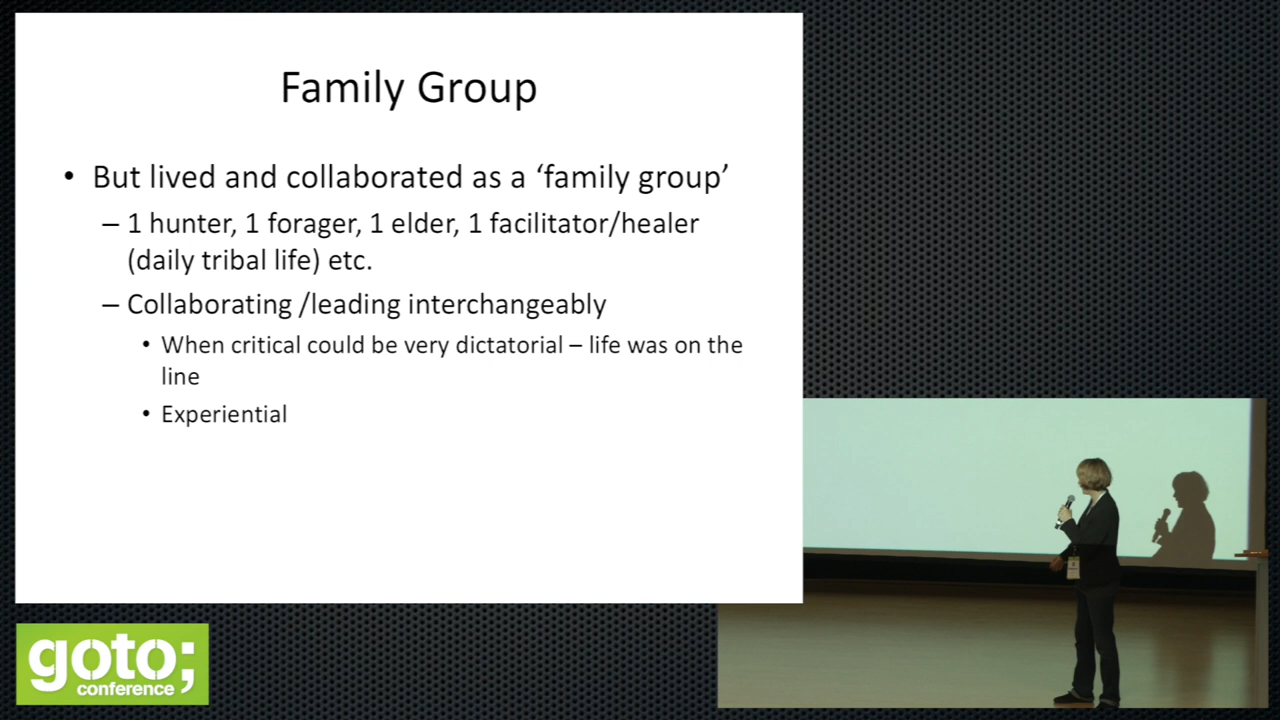 Family Group
• But lived and collaborated as a ‘family group’
– 1 hunter, 1 forager, 1 elder, 1 facilitator/healer
(daily tribal life) etc.
– Collaborating /leading interchangeably
• When critical could be very dictatorial – life was on the
line
• Experiential
goto;
conference